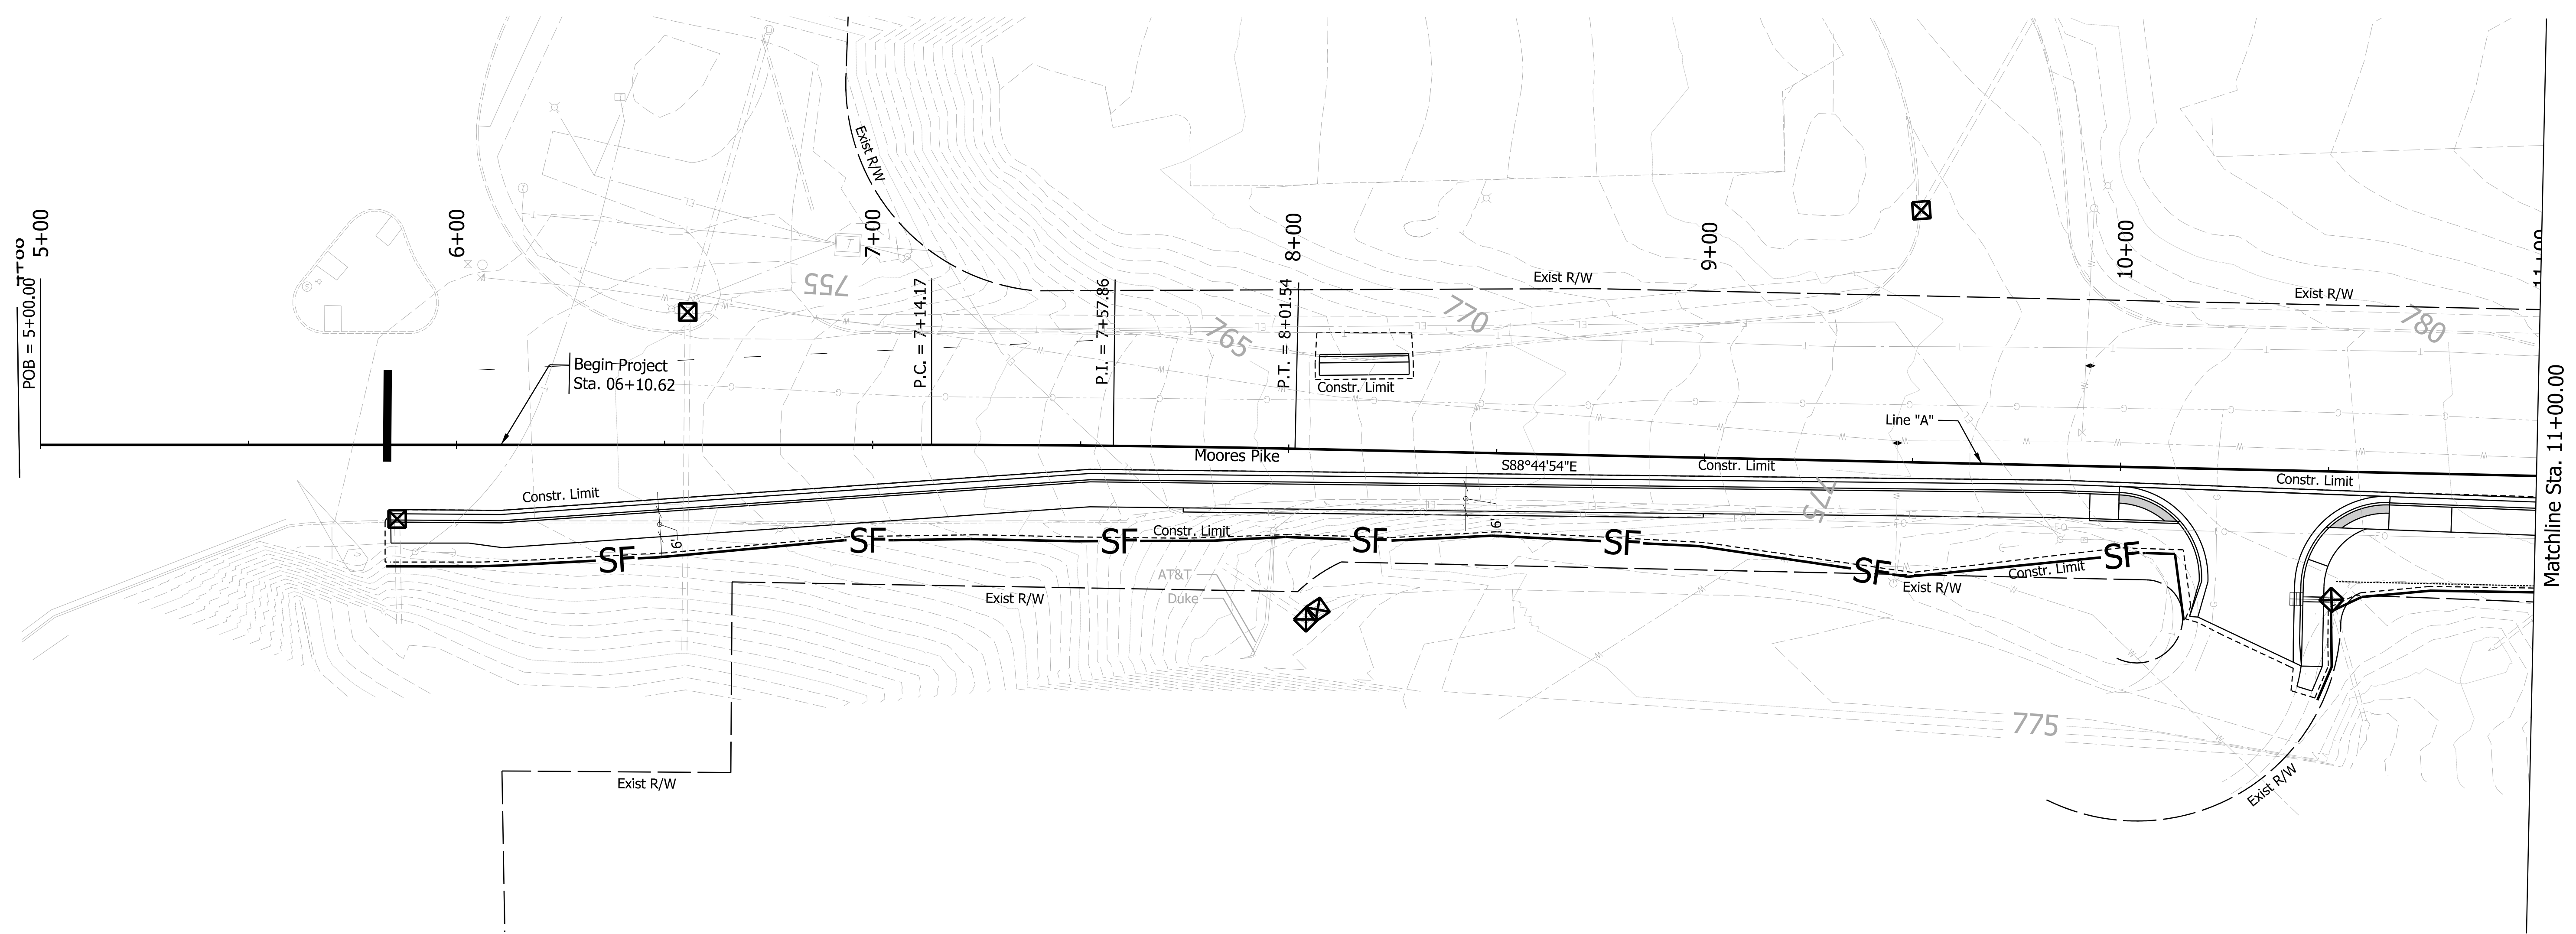 5+00
6+00
7+00
8+00
9+00
10+00
11+00
POB = 5+00.00
Exist R/W
755
P.C. = 7+14.17
P.I. = 7+57.86
P.T. = 8+01.54
765
770
Exist R/W
Exist R/W
780
Constr. Limit
Begin Project
Sta. 06+10.62
Line "A"
Moores Pike
S88°44'54"E
Constr. Limit
Constr. Limit
Constr. Limit
775
6'
6'
SF
SF
SF
SF
SF
SF
SF
Constr. Limit
Constr. Limit
AT&T
Duke
Exist R/W
Exist R/W
775
Exist R/W
Exist R/W
Matchline Sta. 11+00.00